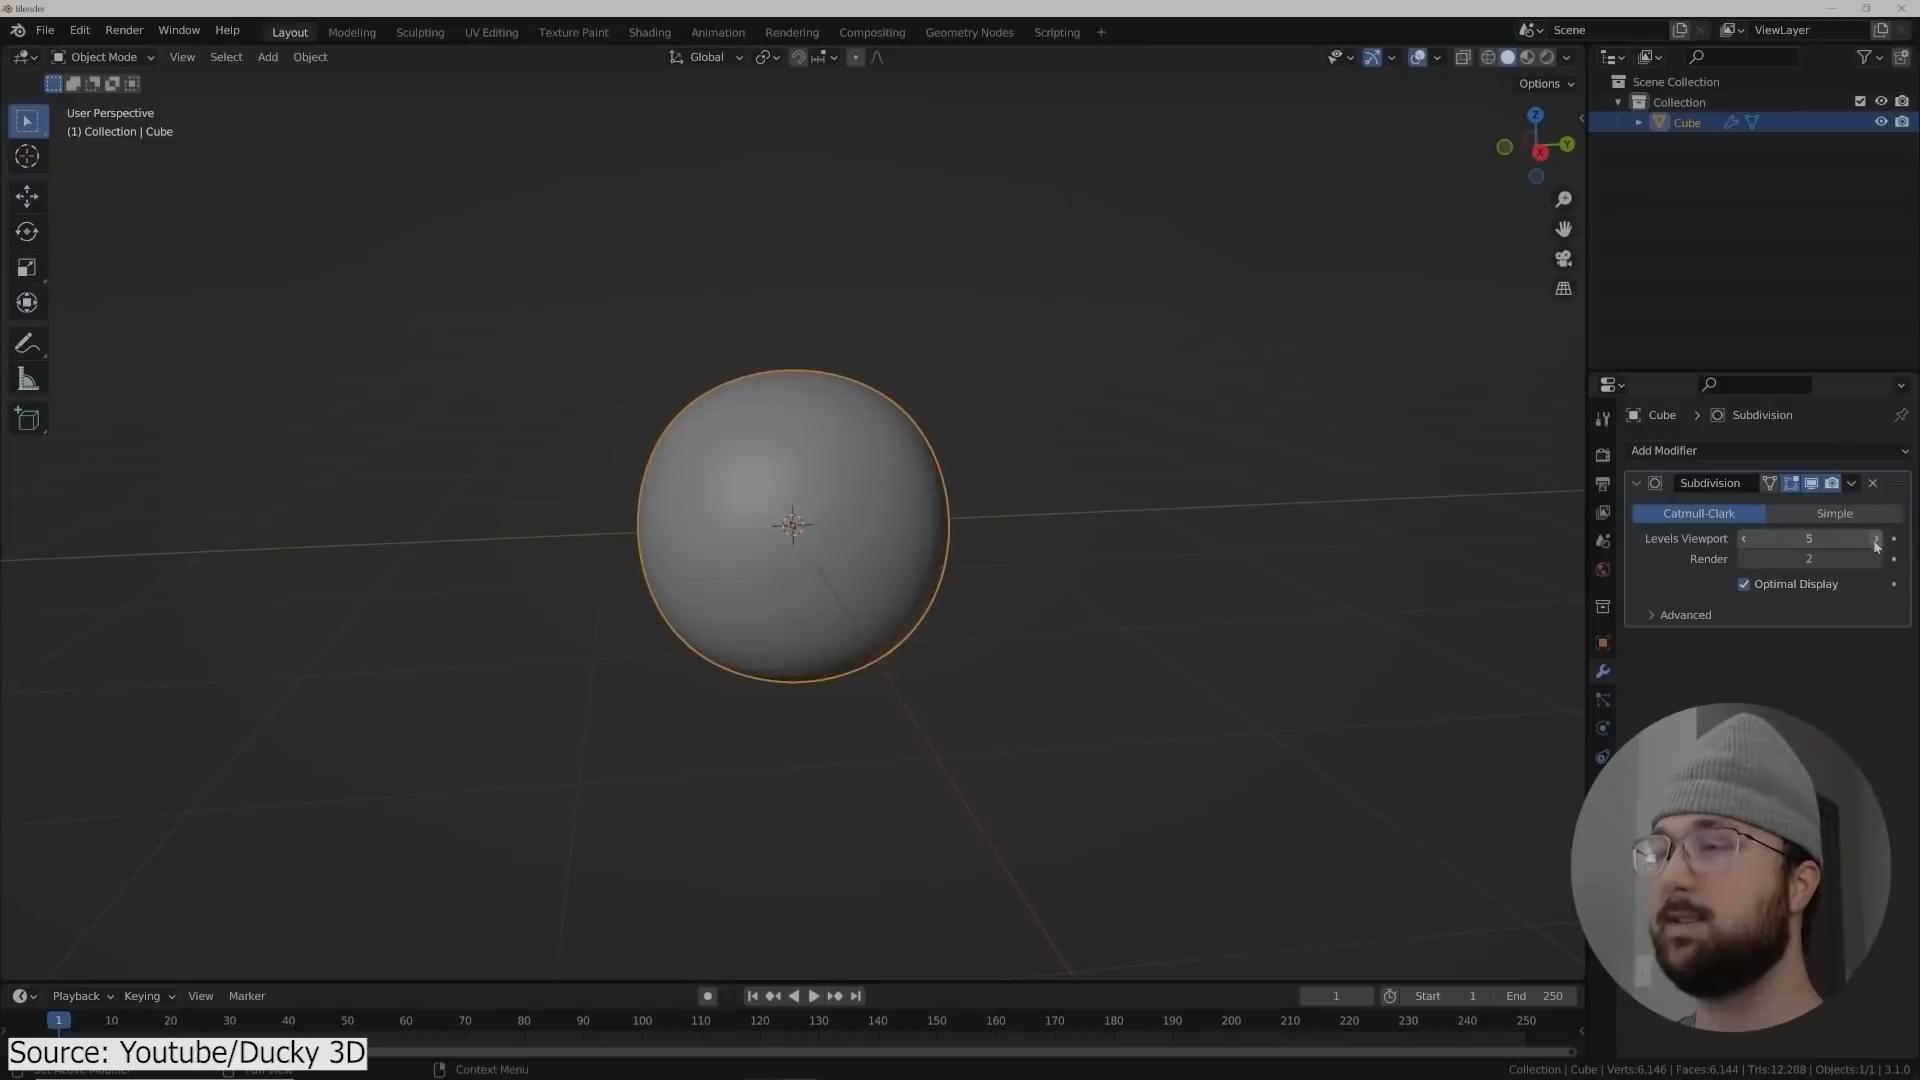 Blender
File Edit Render Window Help Layout Modeling Sculpting UV Editing Texture Paint Shading Animation Rendering Compositing Geometry Nodes Scripting + Scene ViewLayer
Object Mode View Select Add Object Global
Options
User Perspective
(1) Collection | Cube
Z
Y
X
Scene Collection
Collection
Cube
Cube > Subdivision
Add Modifier
Subdivision
Catmull-Clark Simple
Levels Viewport 5
Render 2
Optimal Display
Advanced
Playback Keying View Marker 1 Start 1 End 250
1 10 20 30 40 50 60 70 80 90 100 110 120 130 140 150 160 170 180 190 200 210 220 230 240 250
Source: Youtube/Ducky 3D
Context Menu
Collection | Cube | Verts:6,146 | Faces:6,144 | Tris:12,288 | Objects:1/1 | 3.1.0